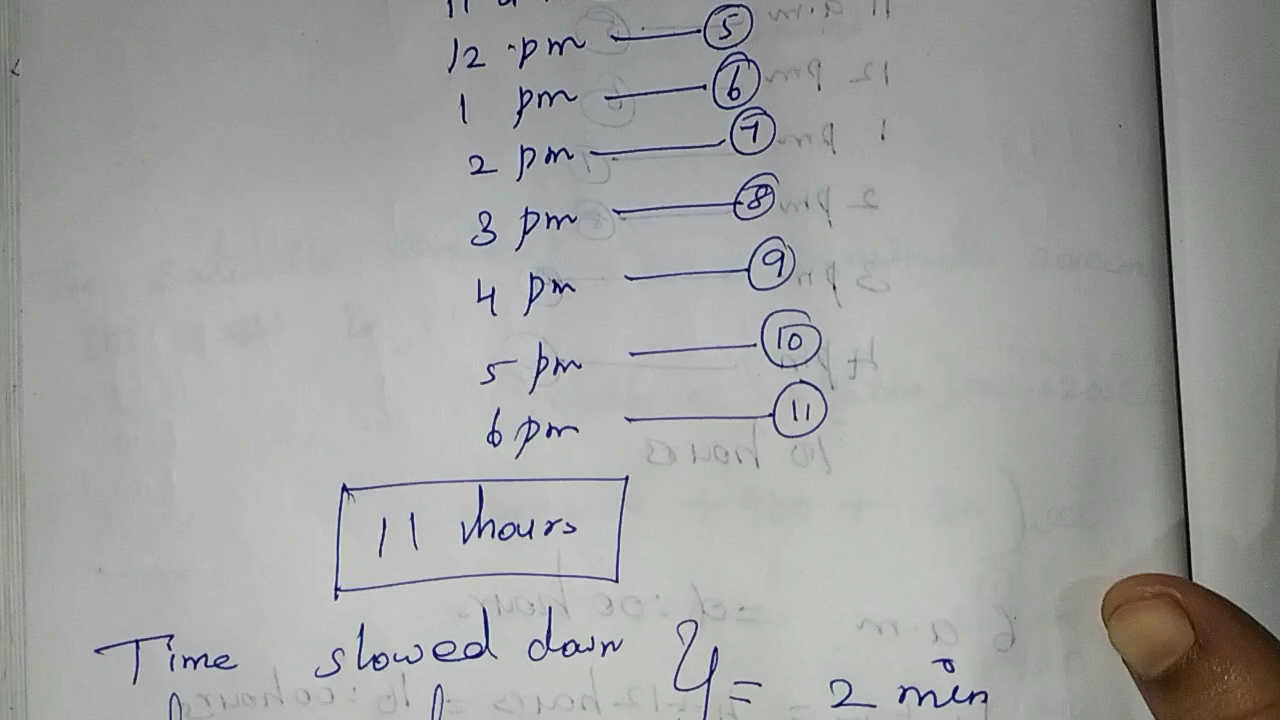 12 pm — 5
1 pm — 6
2 pm — 7
3 pm — 8
4 pm — 9
5 pm — 10
6 pm — 11
11 hours
Time slowed down } = 2 min